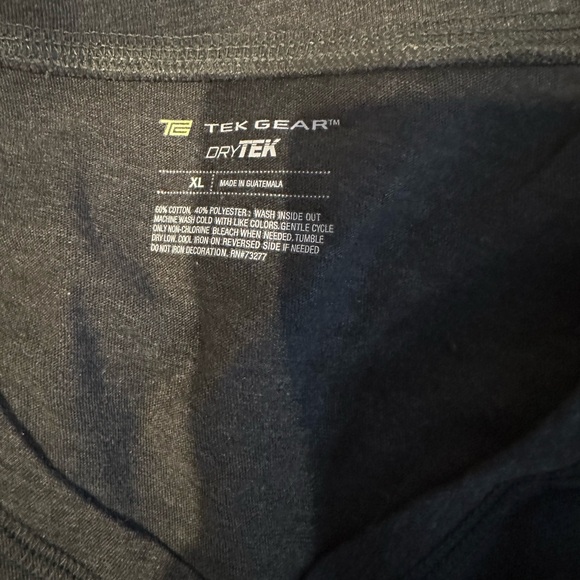 TG TEK GEAR™
DRYTEK
XL MADE IN GUATEMALA
60% COTTON, 40% POLYESTER; WASH INSIDE OUT
MACHINE WASH COLD WITH LIKE COLORS. GENTLE CYCLE
ONLY NON-CHLORINE BLEACH WHEN NEEDED. TUMBLE
DRY LOW. COOL IRON ON REVERSED SIDE IF NEEDED
DO NOT IRON DECORATION. RN#73277